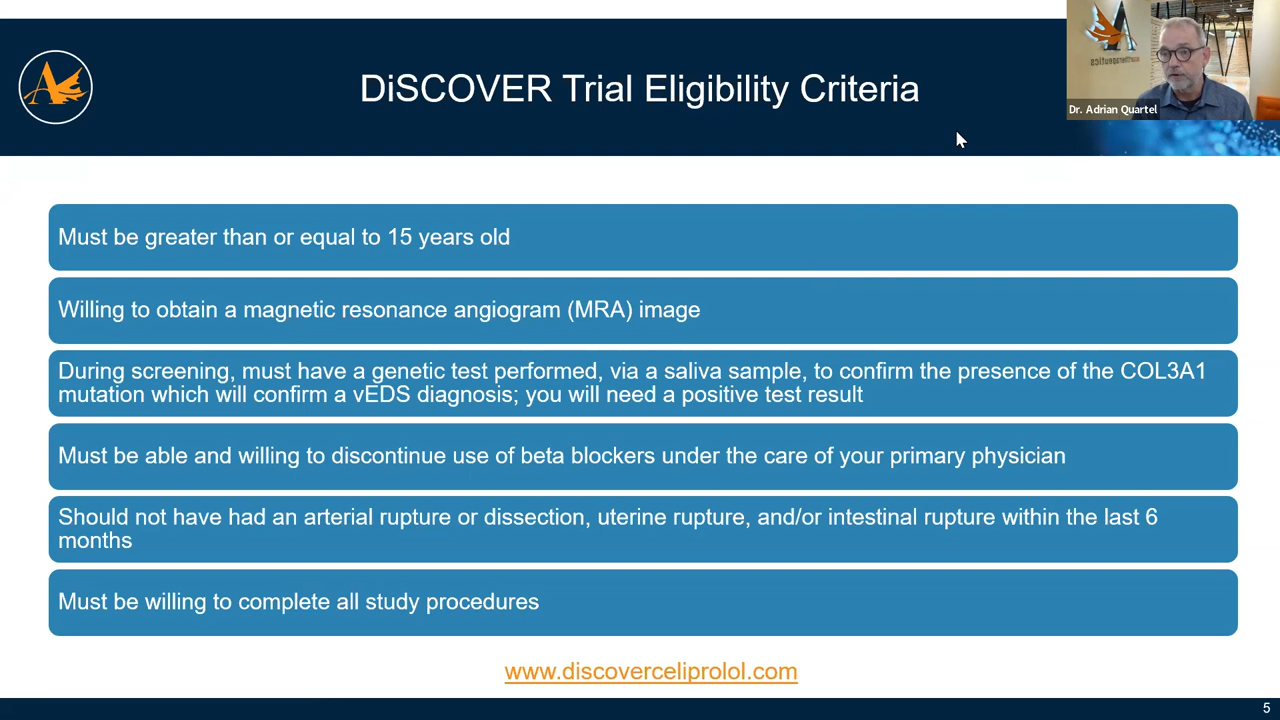 DiSCOVER Trial Eligibility Criteria
Dr. Adrian Quartel
Must be greater than or equal to 15 years old
Willing to obtain a magnetic resonance angiogram (MRA) image
During screening, must have a genetic test performed, via a saliva sample, to confirm the presence of the COL3A1
mutation which will confirm a vEDS diagnosis; you will need a positive test result
Must be able and willing to discontinue use of beta blockers under the care of your primary physician
Should not have had an arterial rupture or dissection, uterine rupture, and/or intestinal rupture within the last 6
months
Must be willing to complete all study procedures
www.discoverceliprolol.com
5